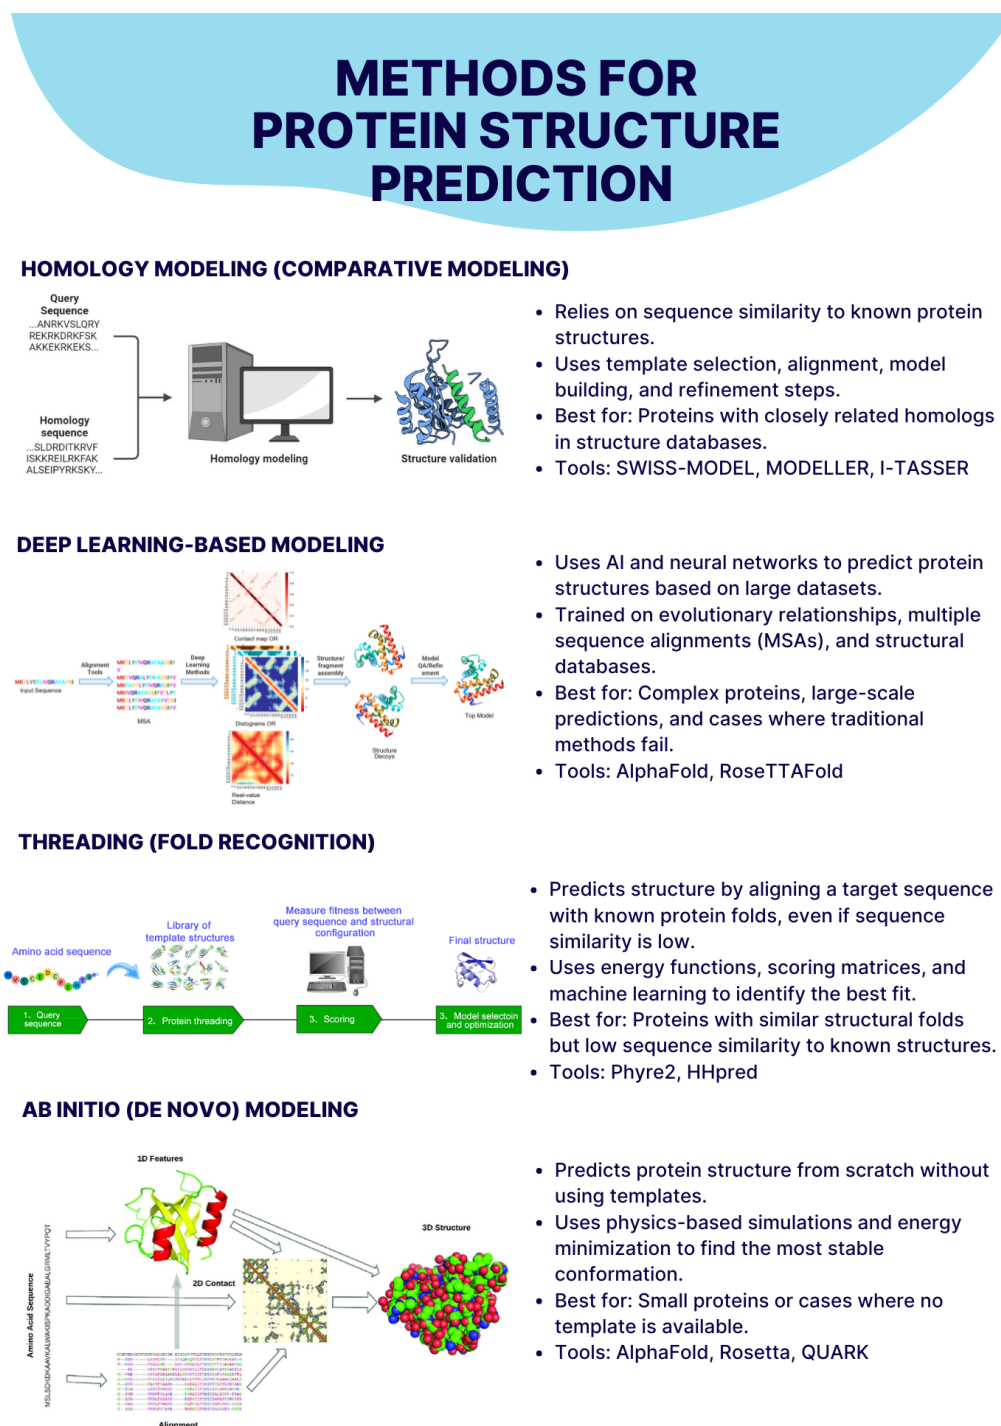 METHODS FOR
PROTEIN STRUCTURE
PREDICTION
HOMOLOGY MODELING (COMPARATIVE MODELING)
Query
Sequence
...ANRKVSLQRY
REKRKDRKFSK
AKKEKRKEKS...
Homology
sequence
...SLDRDITKRVF
ISKKREILRKFAK
ALSEIPYRKSKY...
Homology modeling
Structure validation
• Relies on sequence similarity to known protein
structures.
• Uses template selection, alignment, model
building, and refinement steps.
• Best for: Proteins with closely related homologs
in structure databases.
• Tools: SWISS-MODEL, MODELLER, I-TASSER
DEEP LEARNING-BASED MODELING
Input Sequence
Alignment
Tools
MSA
Deep
Learning
Methods
Contact map OR
Distograms OR
Real-value
Distance
Structure/
fragment
assembly
Structure
Decoys
Model
QA/Refin
ement
Top Model
• Uses AI and neural networks to predict protein
structures based on large datasets.
• Trained on evolutionary relationships, multiple
sequence alignments (MSAs), and structural
databases.
• Best for: Complex proteins, large-scale
predictions, and cases where traditional
methods fail.
• Tools: AlphaFold, RoseTTAFold
THREADING (FOLD RECOGNITION)
Amino acid sequence
Library of
template structures
Measure fitness between
query sequence and structural
configuration
Final structure
1、Query
sequence
2、Protein threading
3、Scoring
3、Model selectoin
and optimization
• Predicts structure by aligning a target sequence
with known protein folds, even if sequence
similarity is low.
• Uses energy functions, scoring matrices, and
machine learning to identify the best fit.
• Best for: Proteins with similar structural folds
but low sequence similarity to known structures.
• Tools: Phyre2, HHpred
AB INITIO (DE NOVO) MODELING
Amino Acid Sequence
1D Features
2D Contact
3D Structure
Alignment
• Predicts protein structure from scratch without
using templates.
• Uses physics-based simulations and energy
minimization to find the most stable
conformation.
• Best for: Small proteins or cases where no
template is available.
• Tools: AlphaFold, Rosetta, QUARK